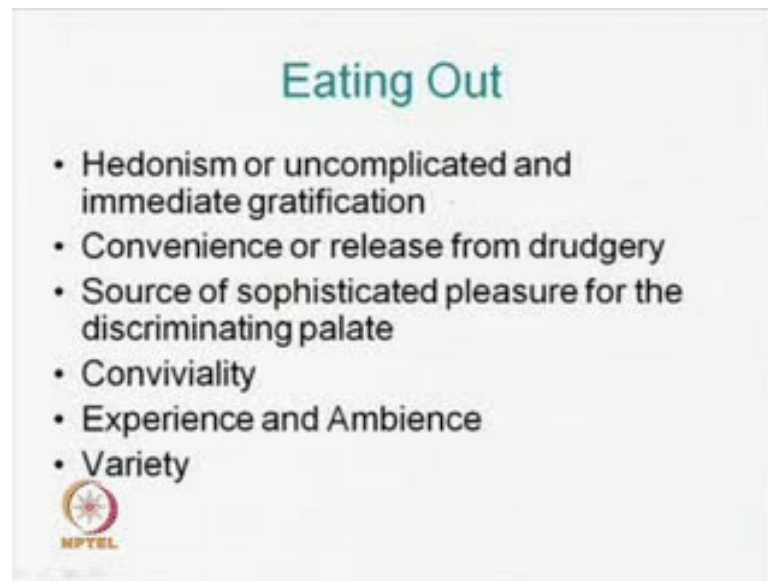 Eating Out
• Hedonism or uncomplicated and
immediate gratification
• Convenience or release from drudgery
• Source of sophisticated pleasure for the
discriminating palate
• Conviviality
• Experience and Ambience
• Variety
NPTEL